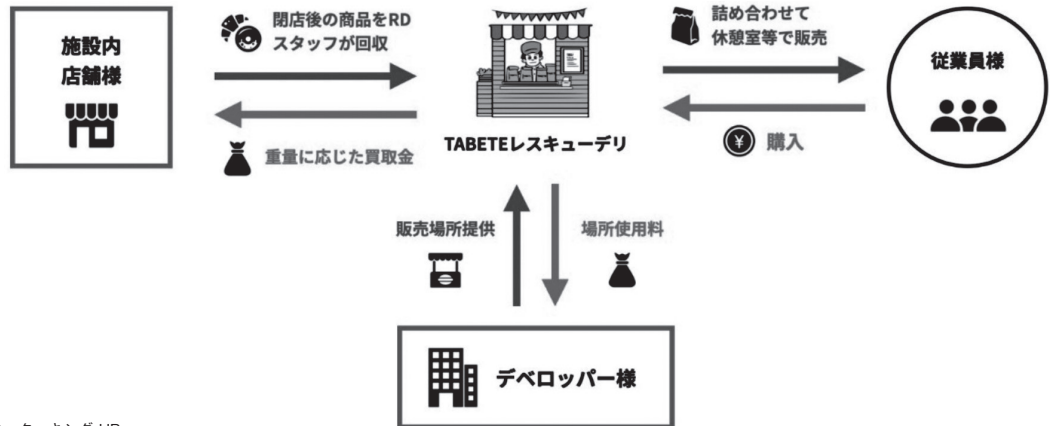 施設内
店舗様
閉店後の商品をRD
スタッフが回収
重量に応じた買取金
TABETEレスキューデリ
詰め合わせて
休憩室等で販売
¥ 購入
従業員様
販売場所提供
場所使用料
デベロッパー様